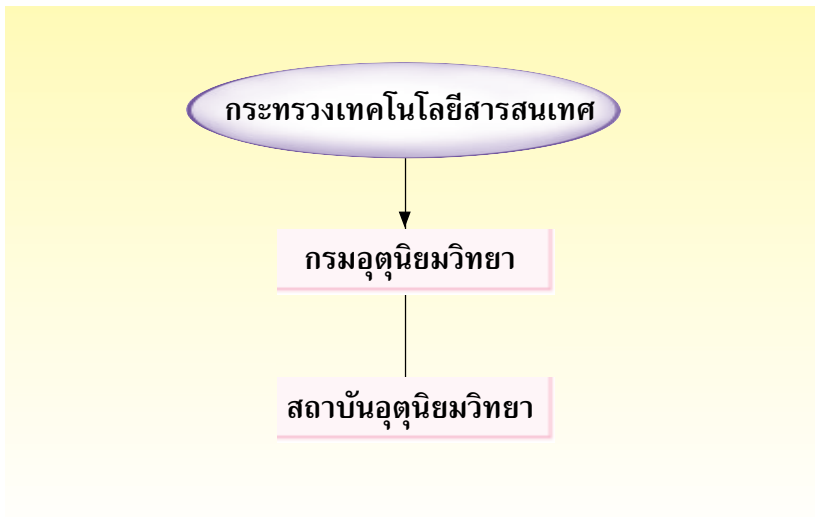 กระทรวงเทคโนโลยีสารสนเทศ
กรมอุตุนิยมวิทยา
สถาบันอุตุนิยมวิทยา